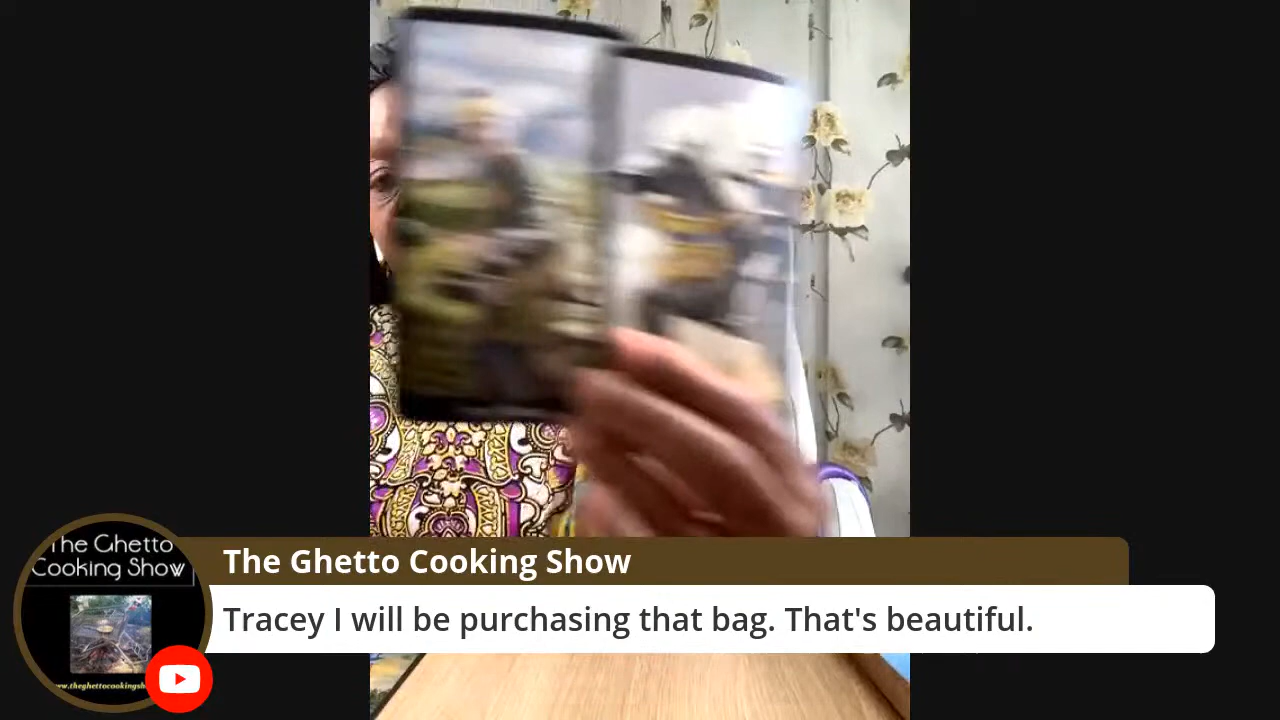 The Ghetto
Cooking Show
The Ghetto Cooking Show
Tracey I will be purchasing that bag. That's beautiful.